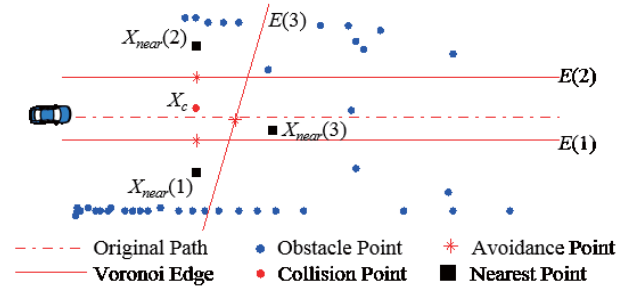 E(3)
X_near(2)
E(2)
X_c
X_near(3)
E(1)
X_near(1)
Original Path Obstacle Point Avoidance Point
Voronoi Edge Collision Point Nearest Point